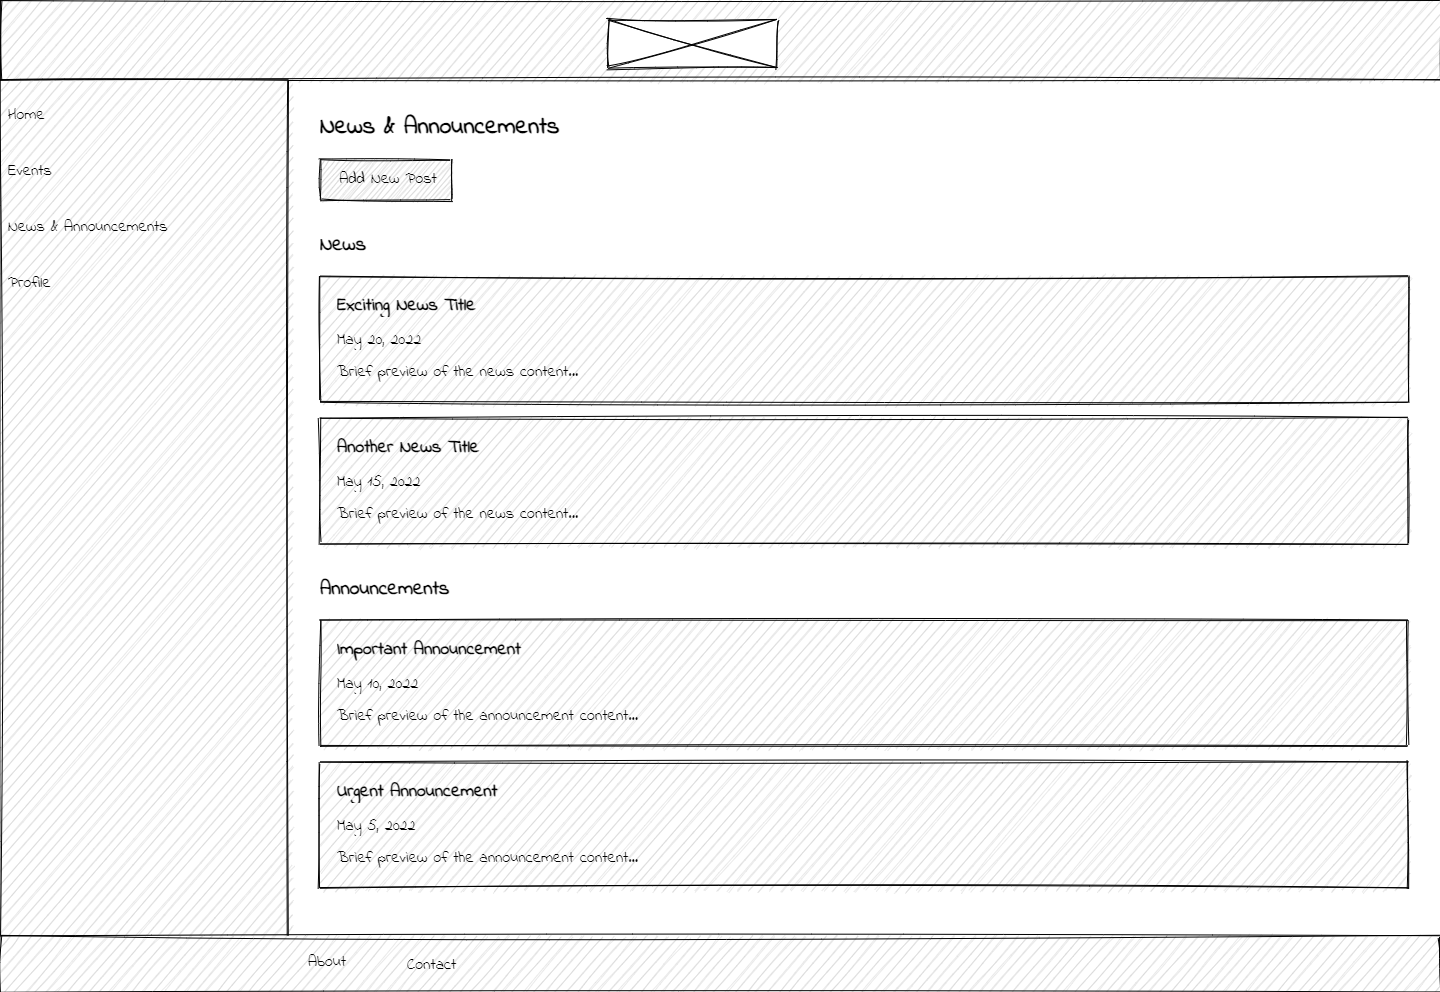 Home
Events
News & Announcements
Profile
News & Announcements
Add New Post
News
Exciting News Title
May 20, 2022
Brief preview of the news content...
Another News Title
May 15, 2022
Brief preview of the news content...
Announcements
Important Announcement
May 10, 2022
Brief preview of the announcement content...
Urgent Announcement
May 5, 2022
Brief preview of the announcement content...
About
Contact